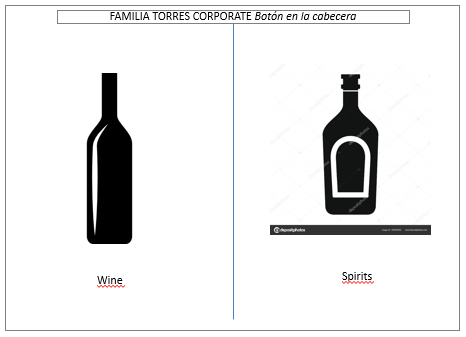 FAMILIA TORRES CORPORATE Botón en la cabecera
depositphotos
Wine
Spirits